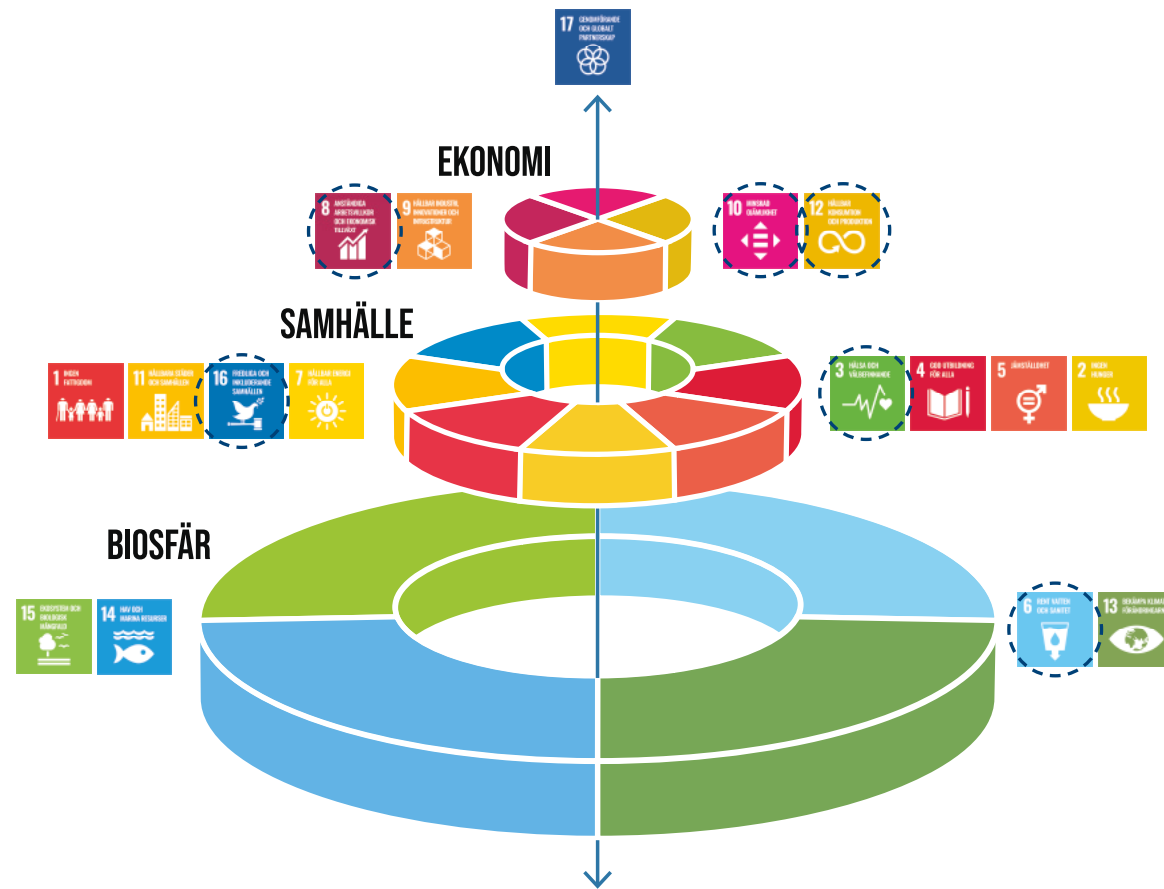 17 GENOMFÖRANDE
OCH GLOBALT
PARTNERSKAP
EKONOMI
8 ANSTÄNDIGA
ARBETSVILLKOR
OCH EKONOMISK
TILLVÄXT
9 HÅLLBAR INDUSTRI,
INNOVATIONER OCH
INFRASTRUKTUR
10 MINSKAD
OJÄMLIKHET
12 HÅLLBAR
KONSUMTION
OCH PRODUKTION
SAMHÄLLE
1 INGEN
FATTIGDOM
11 HÅLLBARA STÄDER
OCH SAMHÄLLEN
16 FREDLIGA OCH
INKLUDERANDE
SAMHÄLLEN
7 HÅLLBAR ENERGI
FÖR ALLA
3 HÄLSA OCH
VÄLBEFINNANDE
4 GOD UTBILDNING
FÖR ALLA
5 JÄMSTÄLLDHET
2 INGEN
HUNGER
BIOSFÄR
15 EKOSYSTEM OCH
BIOLOGISK
MÅNGFALD
14 HAV OCH
MARINA RESURSER
6 RENT VATTEN
OCH SANITET
13 BEKÄMPA KLIMAT
FÖRÄNDRINGARN